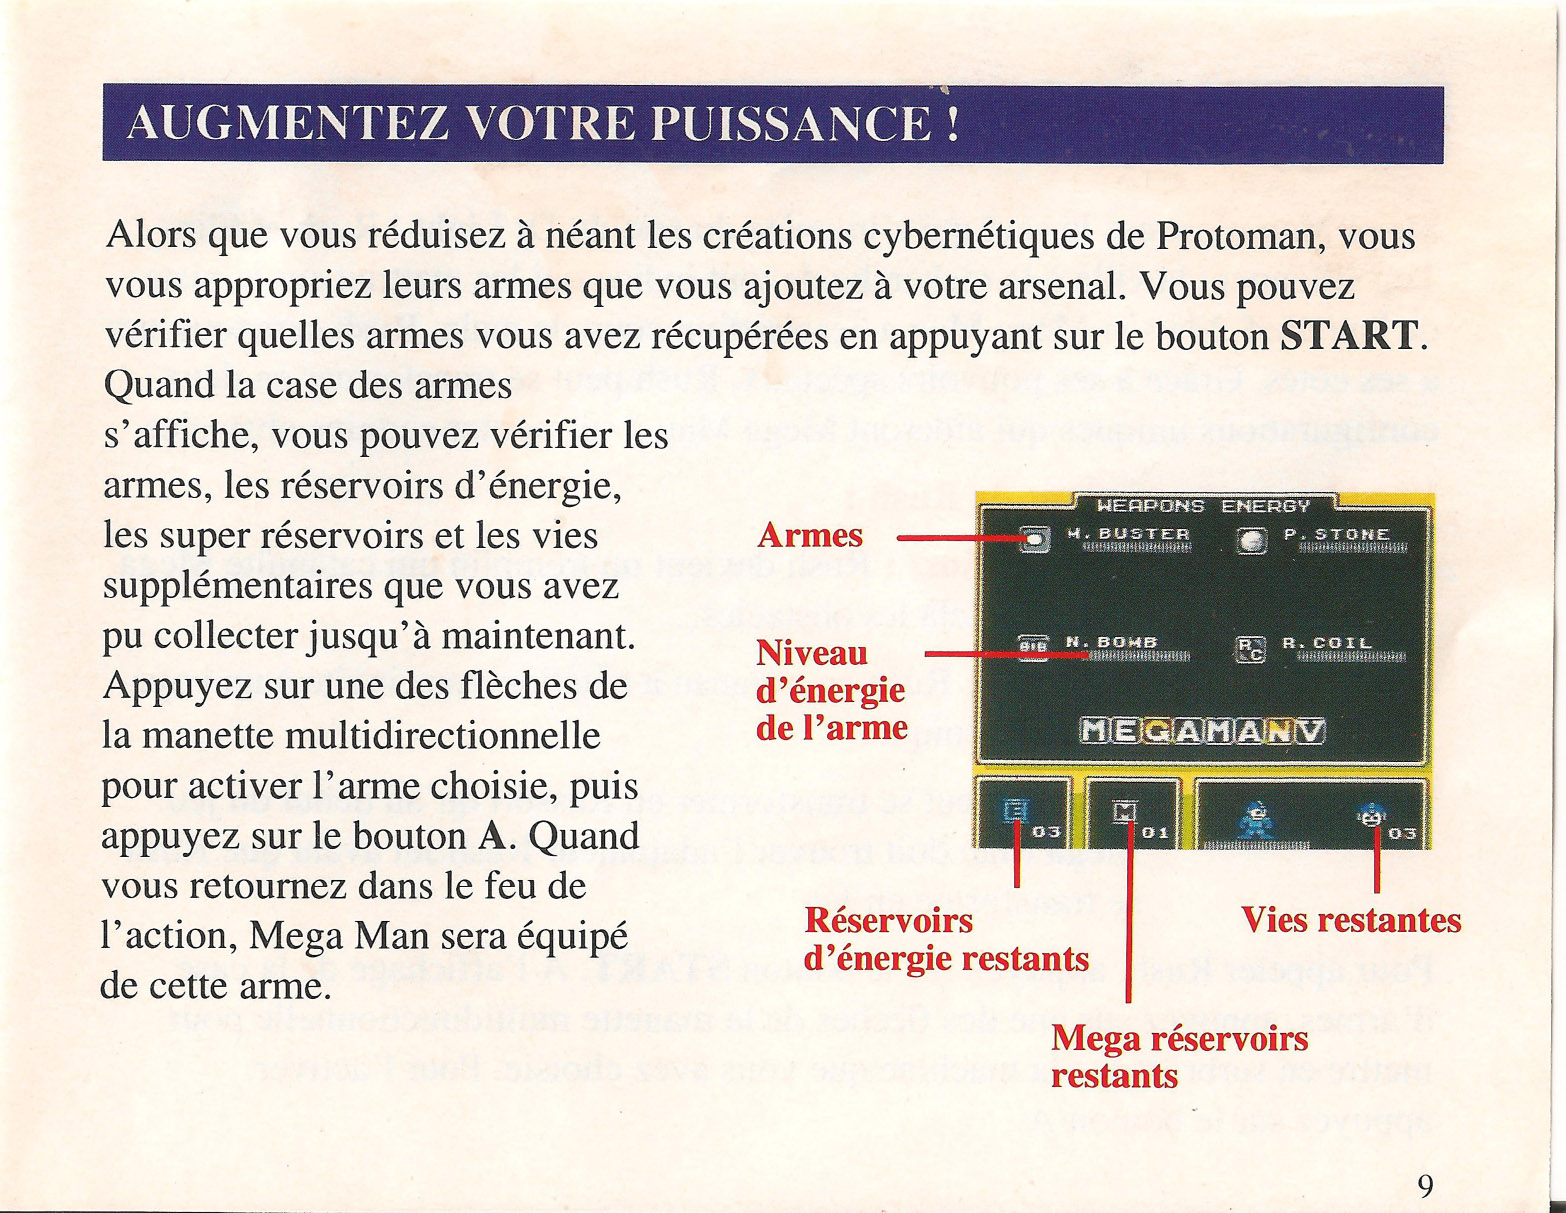 AUGMENTEZ VOTRE PUISSANCE !
Alors que vous réduisez à néant les créations cybernétiques de Protoman, vous
vous appropriez leurs armes que vous ajoutez à votre arsenal. Vous pouvez
vérifier quelles armes vous avez récupérées en appuyant sur le bouton START.
Quand la case des armes
s'affiche, vous pouvez vérifier les
armes, les réservoirs d'énergie,
les super réservoirs et les vies
supplémentaires que vous avez
pu collecter jusqu'à maintenant.
Appuyez sur une des flèches de
la manette multidirectionnelle
pour activer l'arme choisie, puis
appuyez sur le bouton A. Quand
vous retournez dans le feu de
l'action, Mega Man sera équipé
de cette arme.
Armes
Niveau
d'énergie
de l'arme
WEAPONS ENERGY
M. BUSTER
P. STONE
N. BOMB
R. COIL
MEGAMAN V
E
03
M
01
03
Réservoirs
d'énergie restants
Mega réservoirs
restants
Vies restantes
9